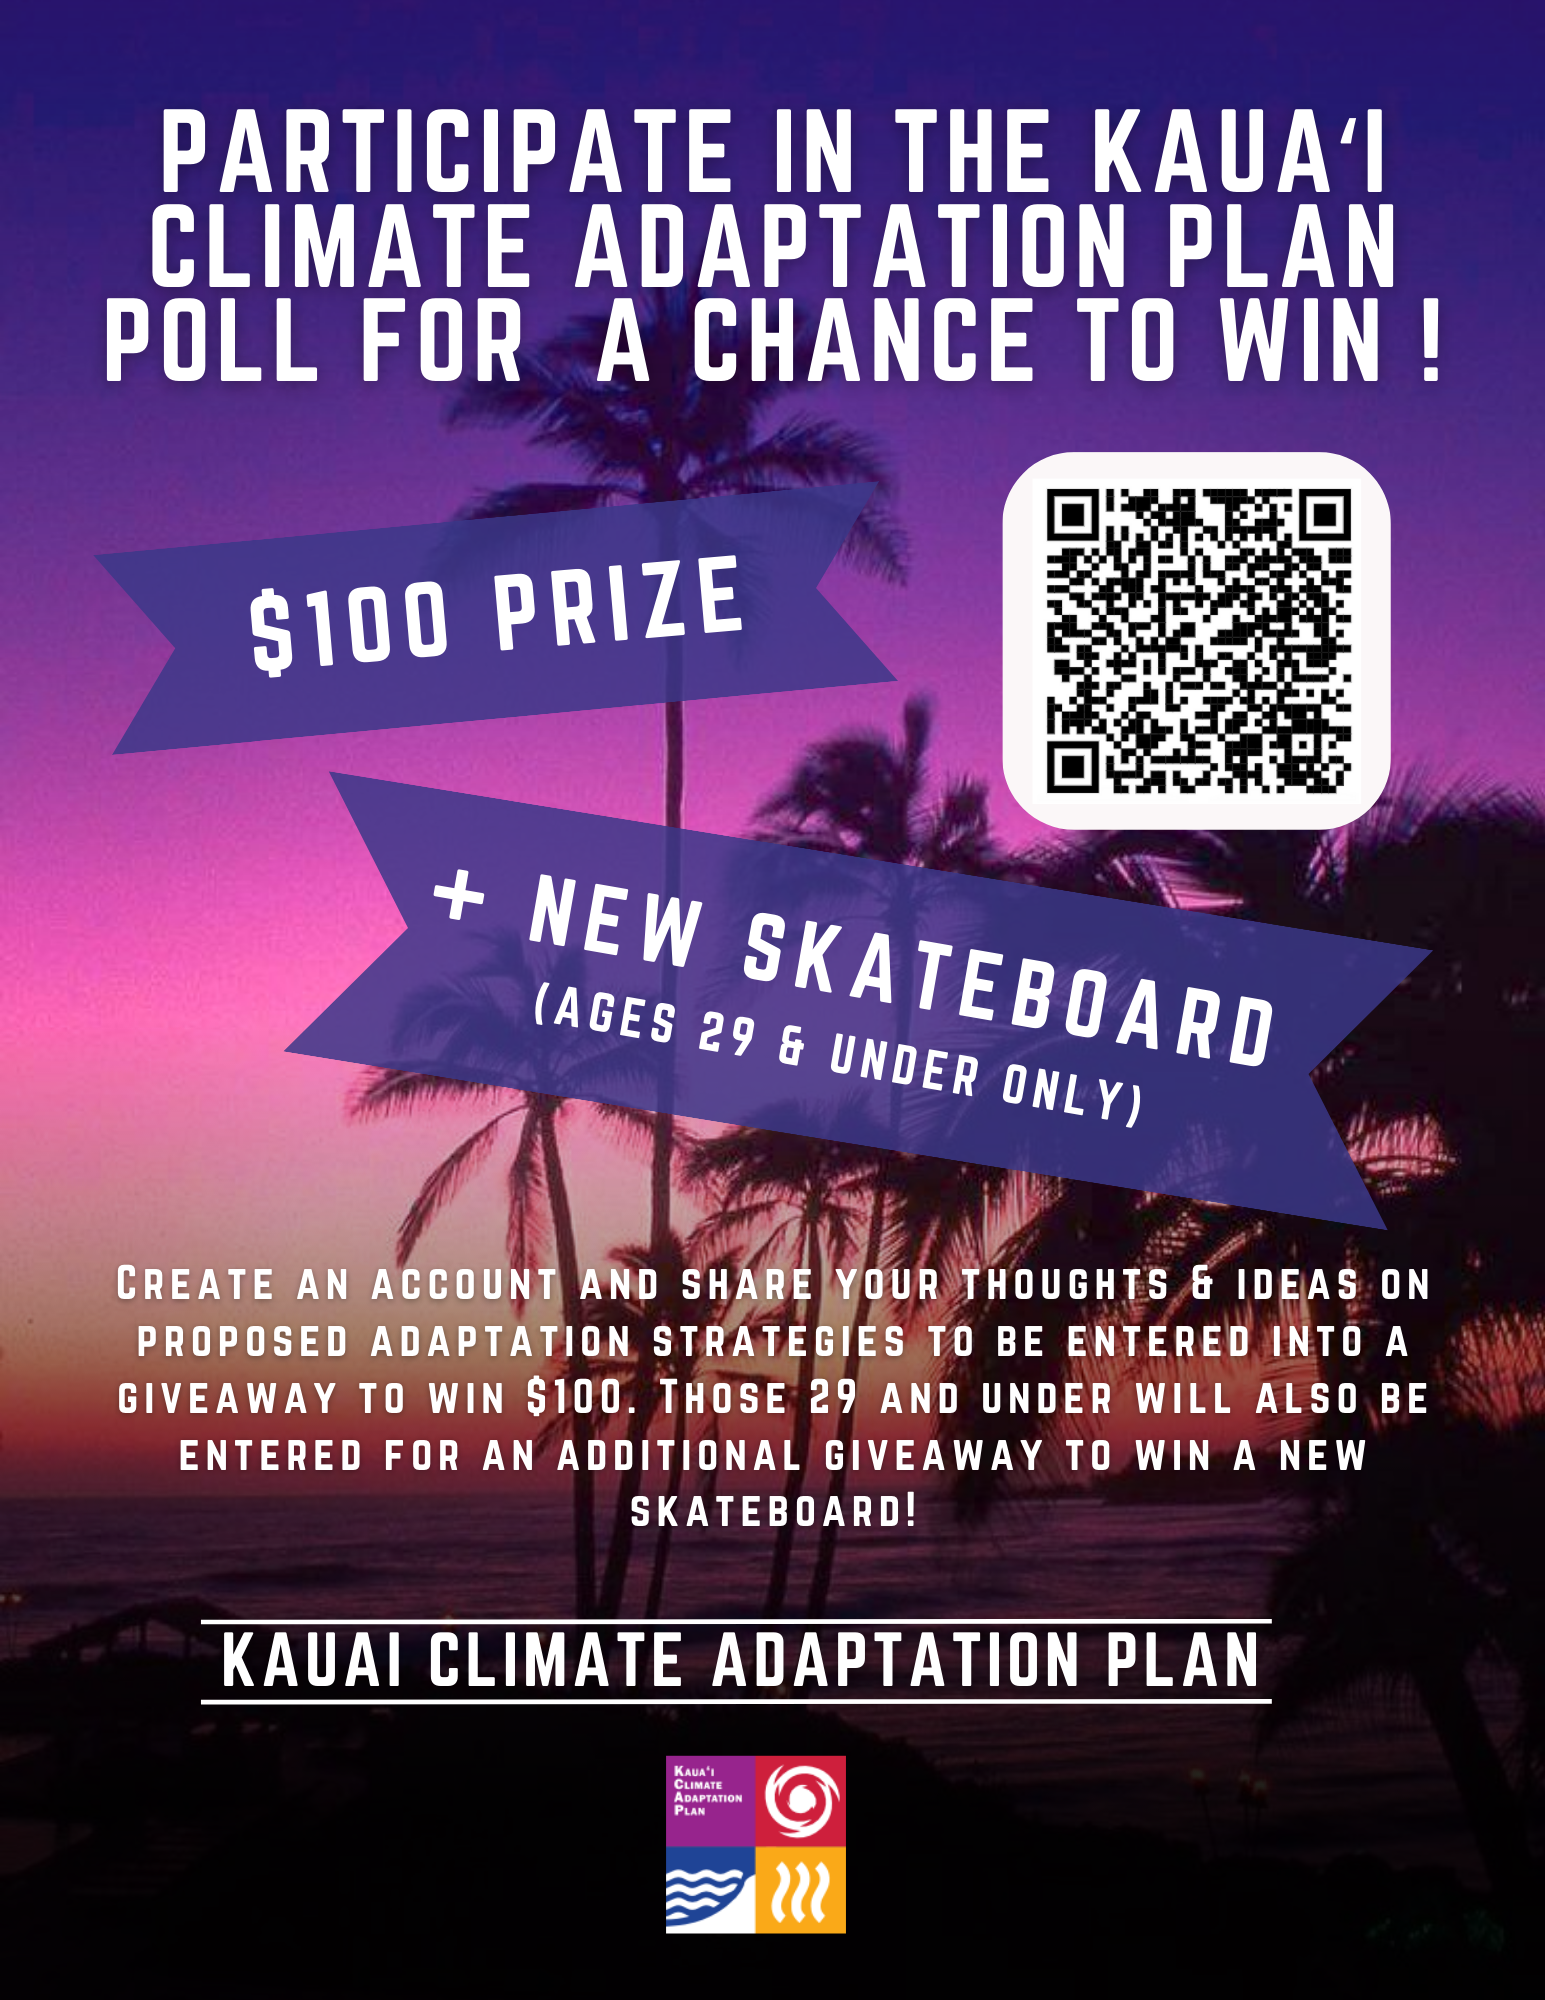 PARTICIPATE IN THE KAUAʻI
CLIMATE ADAPTATION PLAN
POLL FOR A CHANCE TO WIN !
$100 PRIZE
+ NEW SKATEBOARD
(AGES 29 & UNDER ONLY)
CREATE AN ACCOUNT AND SHARE YOUR THOUGHTS & IDEAS ON
PROPOSED ADAPTATION STRATEGIES TO BE ENTERED INTO A
GIVEAWAY TO WIN $100. THOSE 29 AND UNDER WILL ALSO BE
ENTERED FOR AN ADDITIONAL GIVEAWAY TO WIN A NEW
SKATEBOARD!
KAUAI CLIMATE ADAPTATION PLAN
KAUAʻI
CLIMATE
ADAPTATION
PLAN